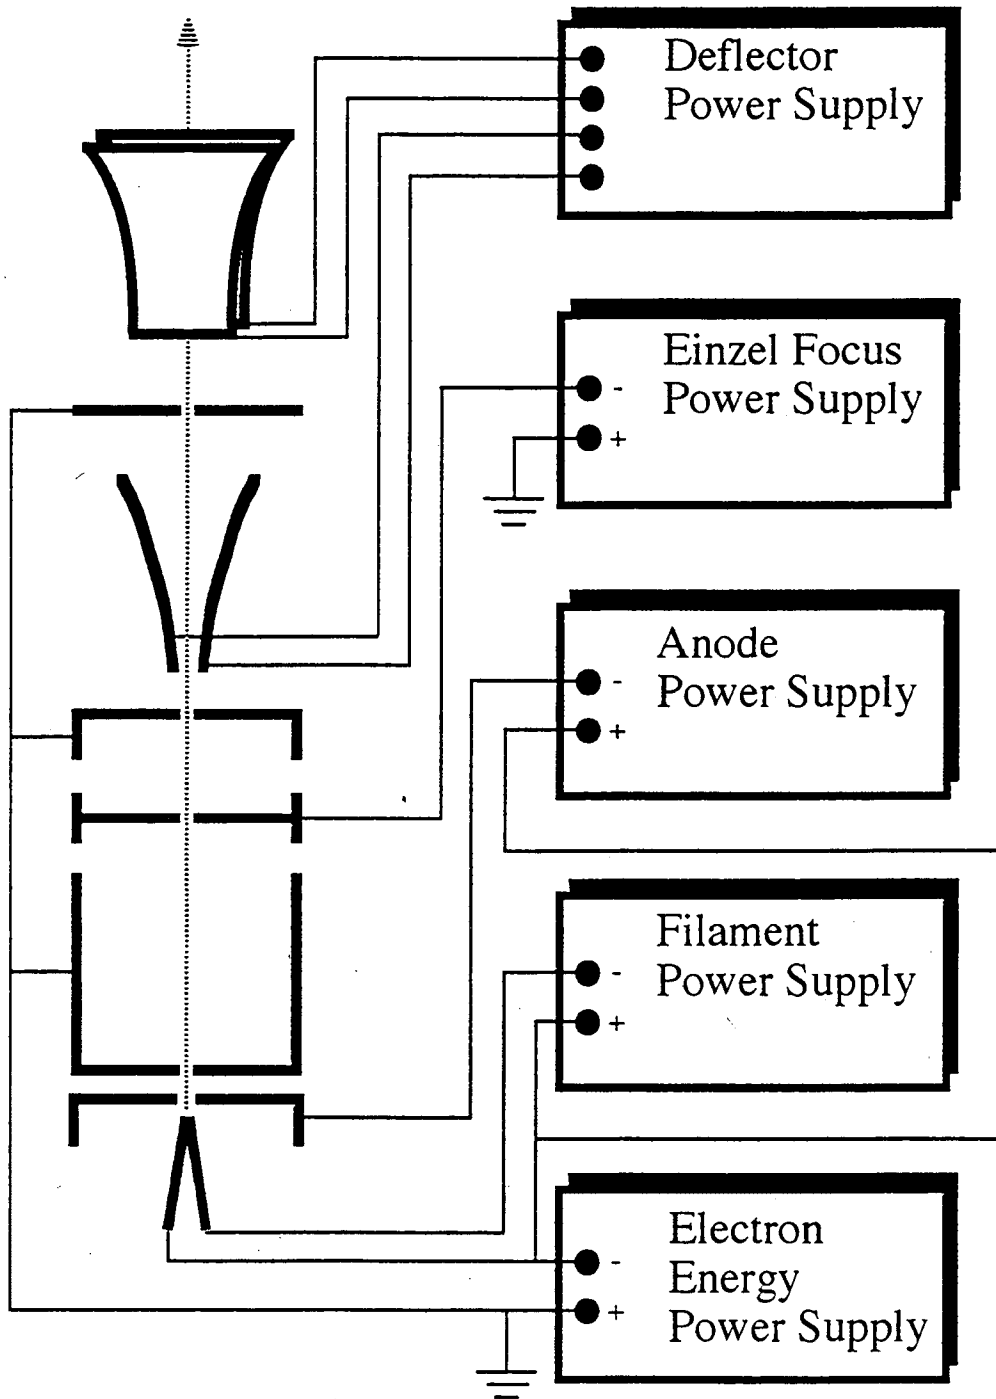 Deflector
Power Supply
Einzel Focus
Power Supply
-
+
Anode
Power Supply
-
+
Filament
Power Supply
-
+
Electron
Energy
Power Supply
-
+